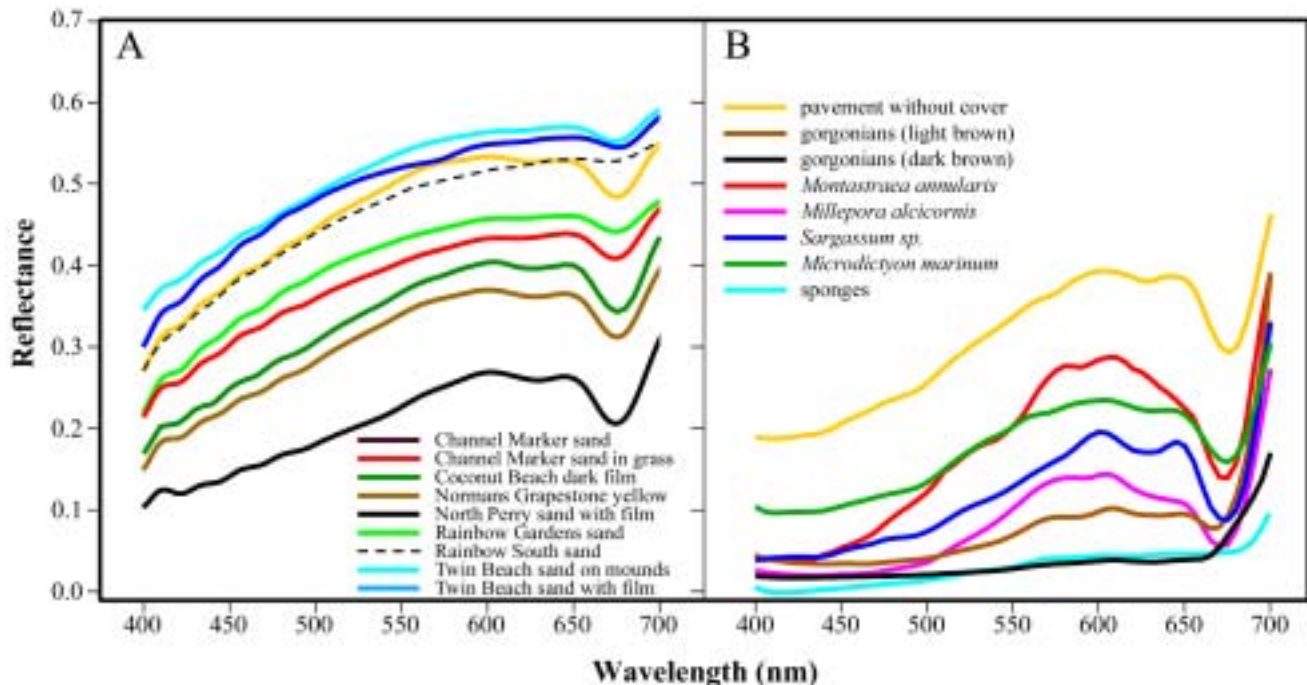 0.7
0.6
0.5
0.4
0.3
0.2
0.1
0.0
Reflectance
A
Channel Marker sand
Channel Marker sand in grass
Coconut Beach dark film
Normans Grapestone yellow
North Perry sand with film
Rainbow Gardens sand
Rainbow South sand
Twin Beach sand on mounds
Twin Beach sand with film
400 450 500 550 600 650 700
B
pavement without cover
gorgonians (light brown)
gorgonians (dark brown)
Montastraea annularis
Millepora alcicornis
Sargassum sp.
Microdictyon marinum
sponges
400 450 500 550 600 650 700
Wavelength (nm)